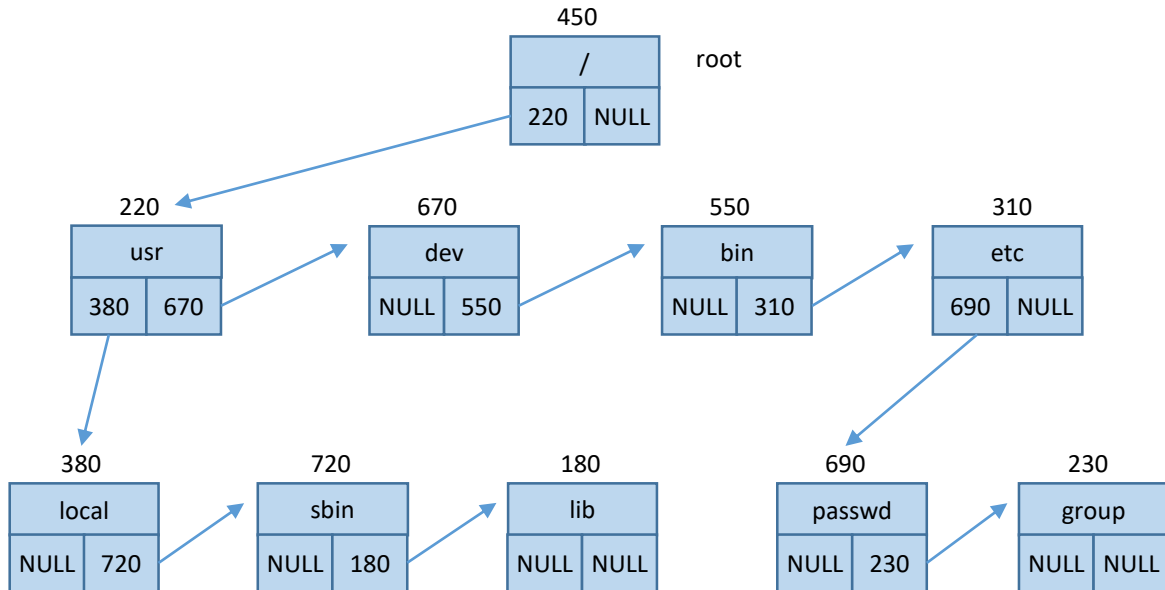 450
/ root
220 NULL
220 670 550 310
usr dev bin etc
380 670 NULL 550 NULL 310 690 NULL
380 720 180 690 230
local sbin lib passwd group
NULL 720 NULL 180 NULL NULL NULL 230 NULL NULL